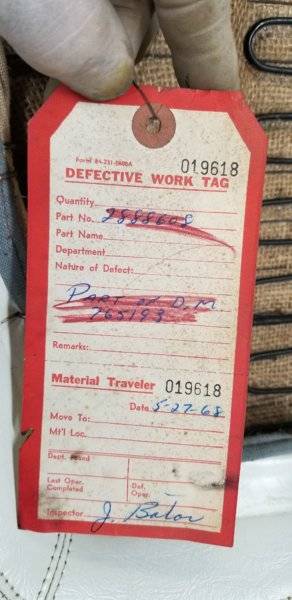 Form 84-231-0600A
019618
DEFECTIVE WORK TAG
Quantity
Part No. 2888608
Part Name
Department
Nature of Defect:
PART OF D.M
765193
Remarks:
Material Traveler 019618
Date 5-27-68
Move To:
Mt'l Loc.
Dept. Found
Last Oper. Completed
Def. Oper.
Inspector J. Bator